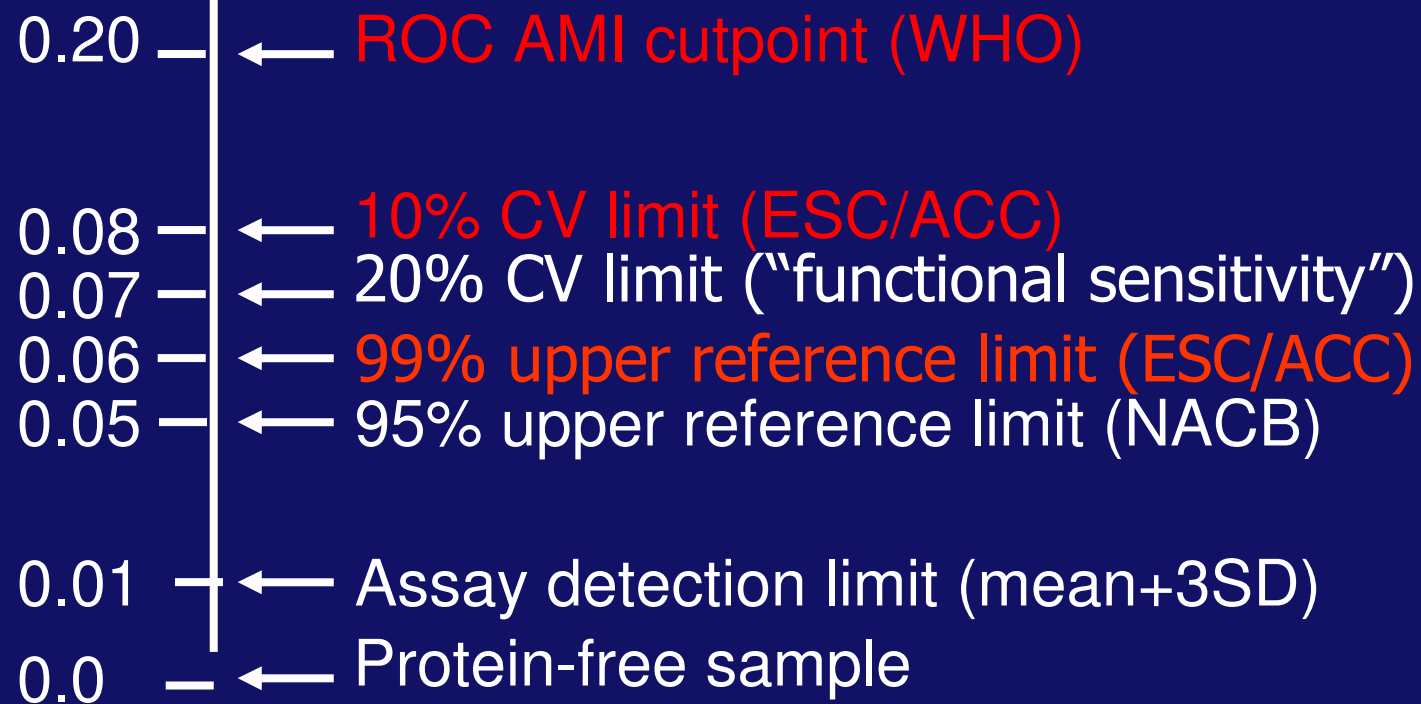 0.20 ROC AMI cutpoint (WHO)
0.08 10% CV limit (ESC/ACC)
0.07 20% CV limit (“functional sensitivity”)
0.06 99% upper reference limit (ESC/ACC)
0.05 95% upper reference limit (NACB)
0.01 Assay detection limit (mean+3SD)
0.0 Protein-free sample